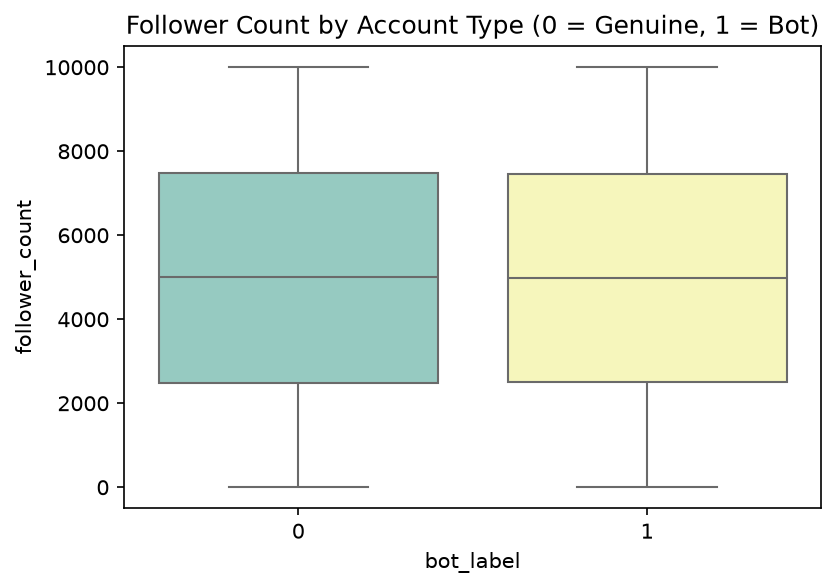 Follower Count by Account Type (0 = Genuine, 1 = Bot)
10000
8000
6000
4000
2000
0
follower_count
0 1
bot_label